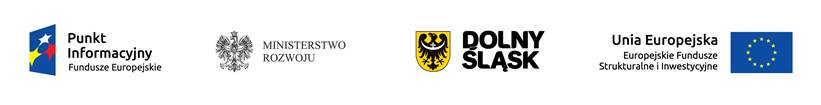 Punkt
Informacyjny
Fundusze Europejskie
MINISTERSTWO
ROZWOJU
DOLNY
ŚLĄSK
Unia Europejska
Europejskie Fundusze
Strukturalne i Inwestycyjne